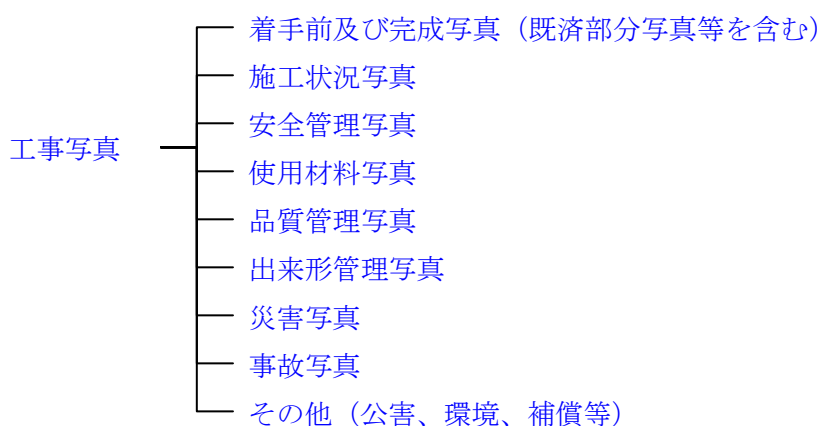 着手前及び完成写真（既済部分写真等を含む）
施工状況写真
安全管理写真
工事写真
使用材料写真
品質管理写真
出来形管理写真
災害写真
事故写真
その他（公害、環境、補償等）